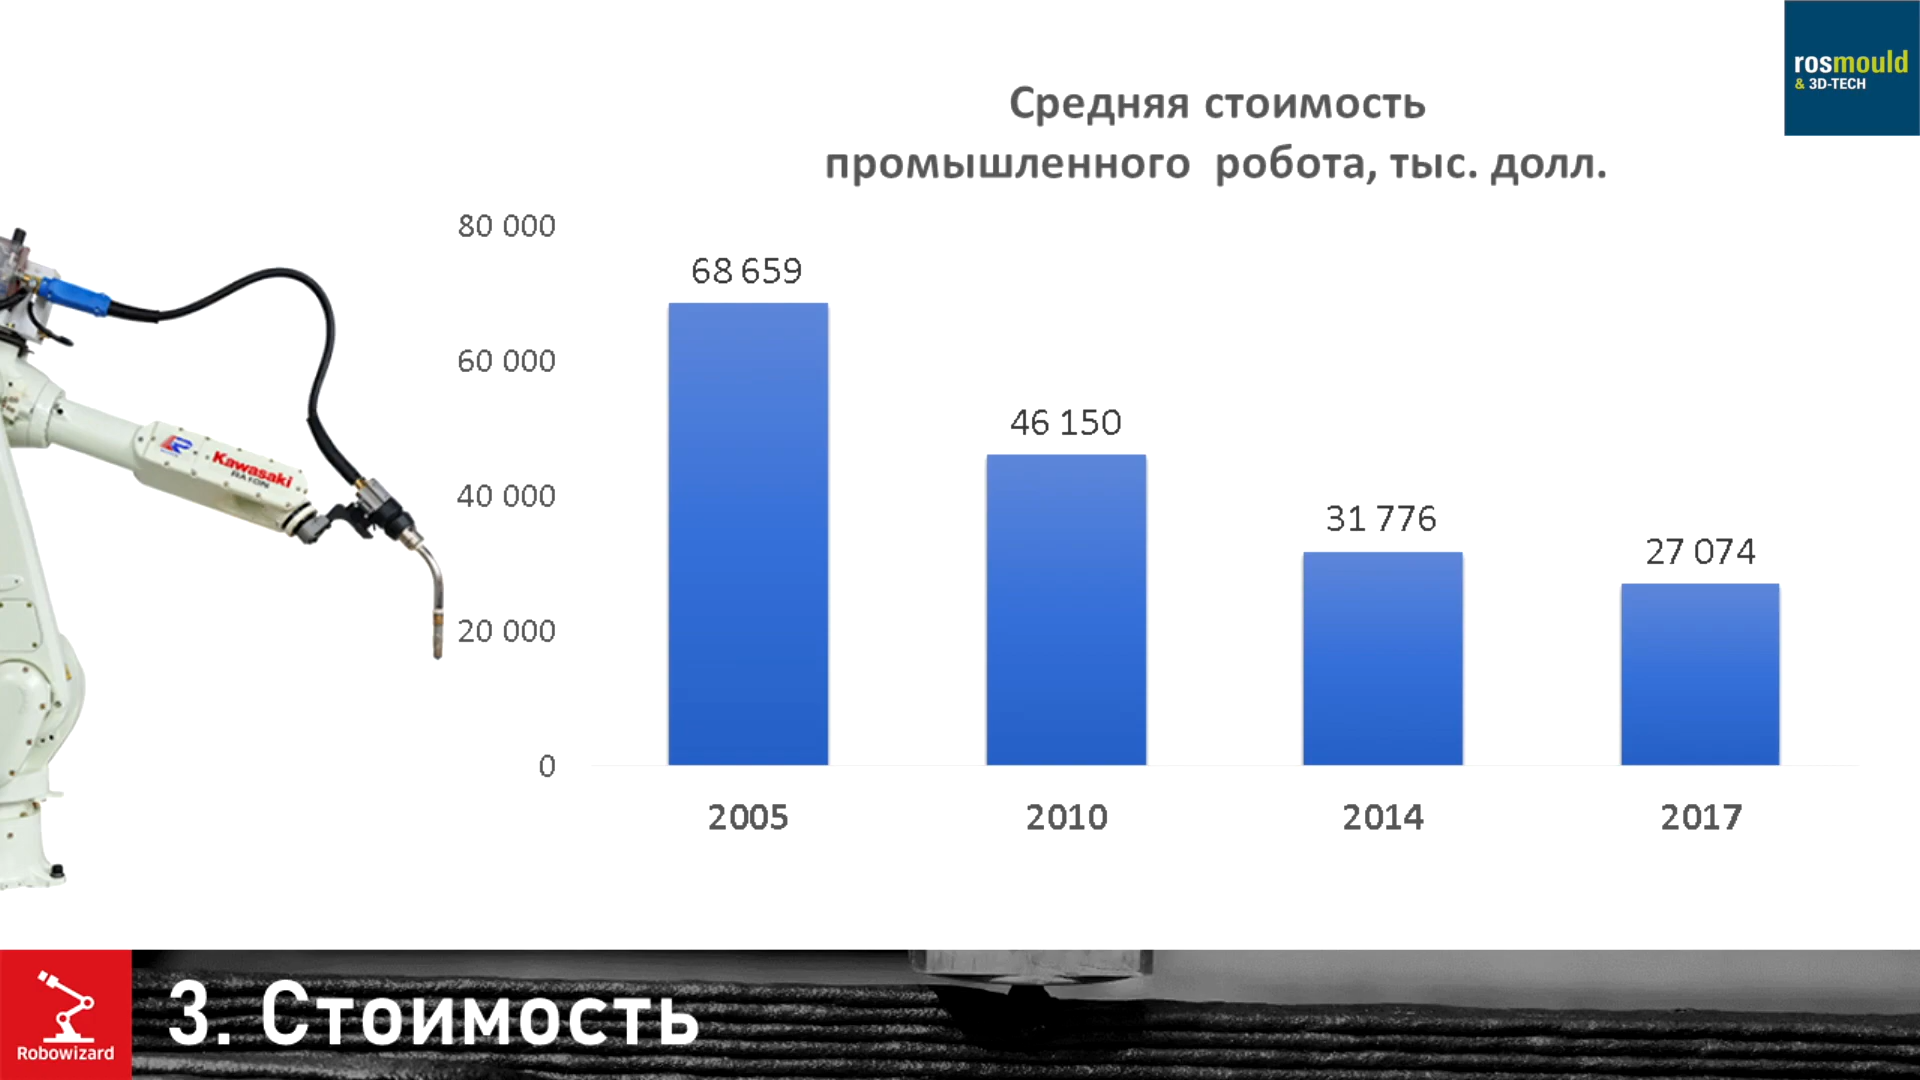 rosmould
& 3D-TECH
Средняя стоимость
промышленного робота, тыс. долл.
80 000
60 000
40 000
20 000
0
68 659
46 150
31 776
27 074
2005
2010
2014
2017
Kawasaki
RA10N
3. Стоимость
Robowizard